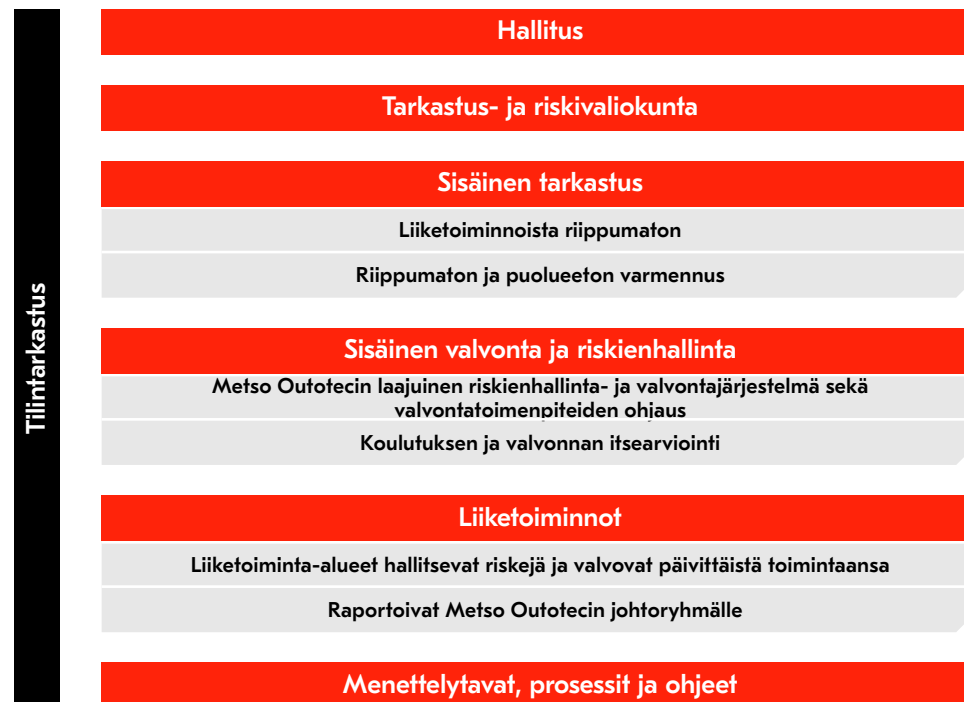 Tilintarkastus
Hallitus
Tarkastus- ja riskivaliokunta
Sisäinen tarkastus
Liiketoiminnoista riippumaton
Riippumaton ja puolueeton varmennus
Sisäinen valvonta ja riskienhallinta
Metso Outotecin laajuinen riskienhallinta- ja valvontajärjestelmä sekä
valvontatoimenpiteiden ohjaus
Koulutuksen ja valvonnan itsearviointi
Liiketoiminnot
Liiketoiminta-alueet hallitsevat riskejä ja valvovat päivittäistä toimintaansa
Raportoivat Metso Outotecin johtoryhmälle
Menettelytavat, prosessit ja ohjeet